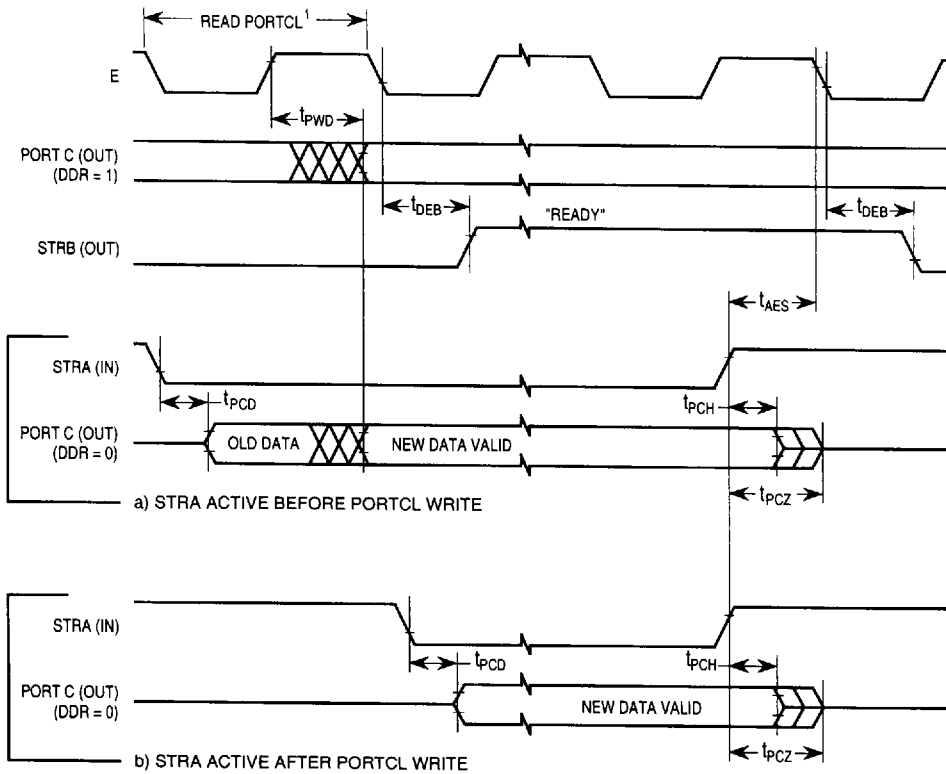 READ PORTCL1
E
tPWD
PORT C (OUT)
(DDR = 1)
tDEB
"READY"
tDEB
STRB (OUT)
tAES
STRA (IN)
tPCD
tPCH
PORT C (OUT)
(DDR = 0)
OLD DATA
NEW DATA VALID
tPCZ
a) STRA ACTIVE BEFORE PORTCL WRITE
STRA (IN)
tPCD
tPCH
PORT C (OUT)
(DDR = 0)
NEW DATA VALID
tPCZ
b) STRA ACTIVE AFTER PORTCL WRITE